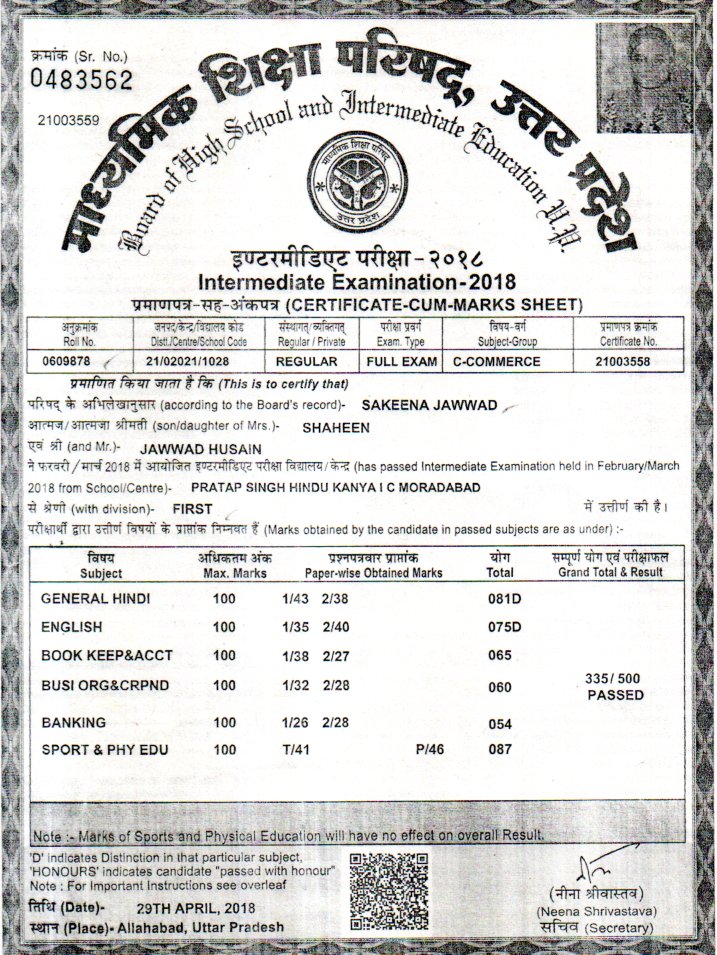 क्रमांक (Sr. No.)
0483562
21003559
माध्यमिक शिक्षा परिषद्, उत्तर प्रदेश
Board of High School and Intermediate Education U.P.
माध्यमिक शिक्षा परिषद
उत्तर प्रदेश
इण्टरमीडिएट परीक्षा-२०१८
Intermediate Examination-2018
प्रमाणपत्र-सह-अंकपत्र (CERTIFICATE-CUM-MARKS SHEET)
अनुक्रमांक जनपद/केन्द्र/विद्यालय कोड संस्थागत/व्यक्तिगत परीक्षा प्रवर्ग विषय-वर्ग प्रमाणपत्र क्रमांक
Roll No. Distt./Centre/School Code Regular / Private Exam. Type Subject-Group Certificate No.
0609878 21/02021/1028 REGULAR FULL EXAM C-COMMERCE 21003558
प्रमाणित किया जाता है कि (This is to certify that)
परिषद् के अभिलेखानुसार (according to the Board's record)- SAKEENA JAWWAD
आत्मज/आत्मजा श्रीमती (son/daughter of Mrs.)- SHAHEEN
एवं श्री (and Mr.)- JAWWAD HUSAIN
ने फरवरी/मार्च 2018 में आयोजित इण्टरमीडिएट परीक्षा विद्यालय/केन्द्र (has passed Intermediate Examination held in February/March
2018 from School/Centre)- PRATAP SINGH HINDU KANYA I C MORADABAD
से श्रेणी (with division)- FIRST में उत्तीर्ण की है।
परीक्षार्थी द्वारा उत्तीर्ण विषयों के प्राप्तांक निम्नवत हैं (Marks obtained by the candidate in passed subjects are as under) :-
विषय अधिकतम अंक प्रश्नपत्रवार प्राप्तांक योग सम्पूर्ण योग एवं परीक्षाफल
Subject Max. Marks Paper-wise Obtained Marks Total Grand Total & Result
GENERAL HINDI 100 1/43 2/38 081D
ENGLISH 100 1/35 2/40 075D
BOOK KEEP&ACCT 100 1/38 2/27 065
BUSI ORG&CRPND 100 1/32 2/28 060 335/ 500
PASSED
BANKING 100 1/26 2/28 054
SPORT & PHY EDU 100 T/41 P/46 087
Note :- Marks of Sports and Physical Education will have no effect on overall Result.
'D' indicates Distinction in that particular subject,
'HONOURS' indicates candidate "passed with honour"
Note : For Important Instructions see overleaf
तिथि (Date)- 29TH APRIL, 2018
स्थान (Place)- Allahabad, Uttar Pradesh
(नीना श्रीवास्तव)
(Neena Shrivastava)
सचिव (Secretary)